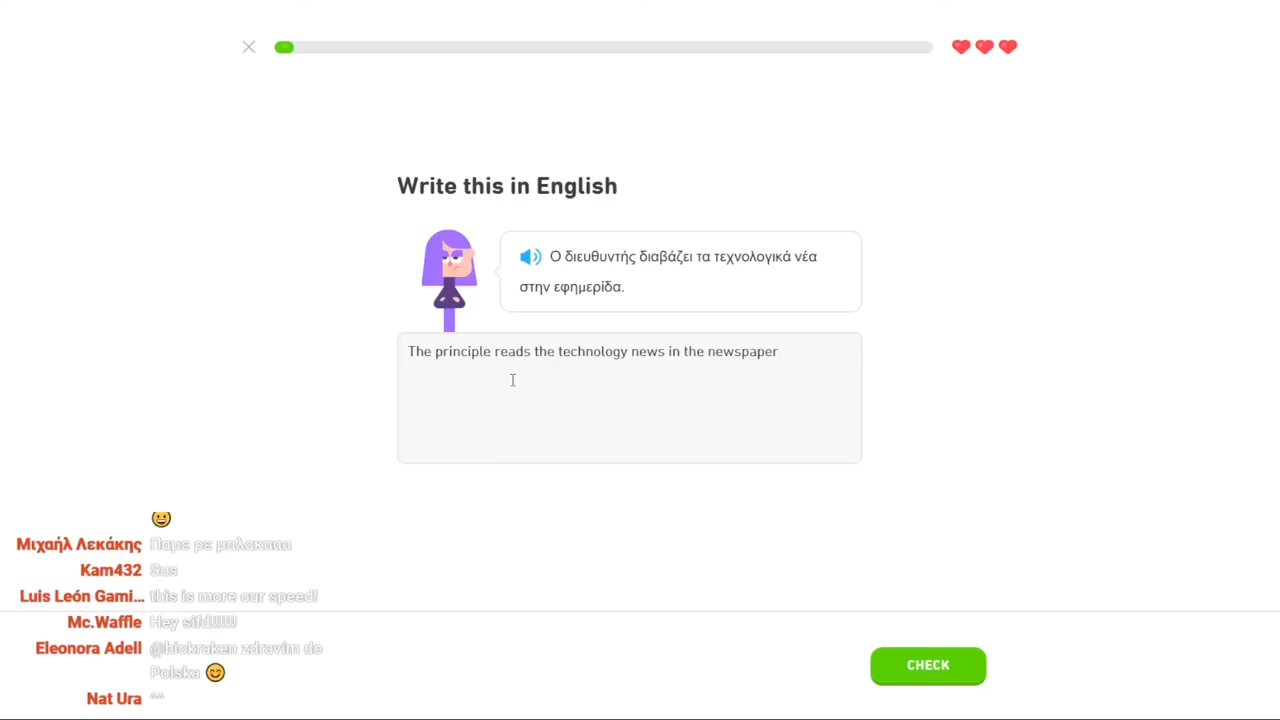 Write this in English
Ο διευθυντής διαβάζει τα τεχνολογικά νέα
στην εφημερίδα.
The principle reads the technology news in the newspaper
Μιχαήλ Λεκάκης Παμε ρε μαλακααα
Kam432 Sus
Luis León Gami... this is more our speed!
Mc.Waffle Hey sifd!!!!!!
Eleonora Adell @biokraken zdravím do
Polska
Nat Ura ^^
CHECK